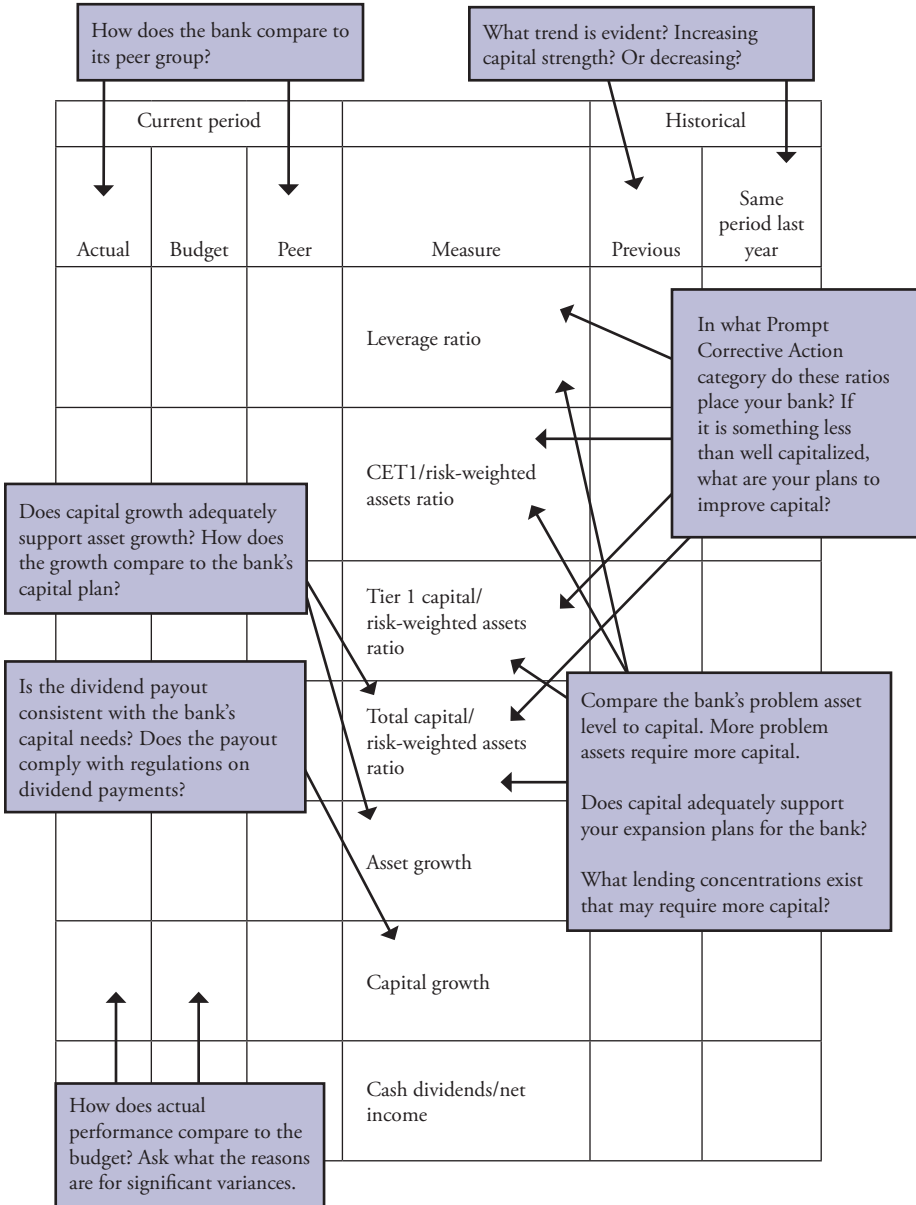 How does the bank compare to
its peer group?
What trend is evident? Increasing
capital strength? Or decreasing?
Current period
Historical
Actual
Budget
Peer
Measure
Previous
Same
period last
year
Leverage ratio
In what Prompt
Corrective Action
category do these ratios
place your bank? If
it is something less
than well capitalized,
what are your plans to
improve capital?
CET1/risk-weighted
assets ratio
Does capital growth adequately
support asset growth? How does
the growth compare to the bank’s
capital plan?
Tier 1 capital/
risk-weighted assets
ratio
Is the dividend payout
consistent with the bank’s
capital needs? Does the payout
comply with regulations on
dividend payments?
Total capital/
risk-weighted assets
ratio
Compare the bank’s problem asset
level to capital. More problem
assets require more capital.
Does capital adequately support
your expansion plans for the bank?
What lending concentrations exist
that may require more capital?
Asset growth
Capital growth
Cash dividends/net
income
How does actual
performance compare to the
budget? Ask what the reasons
are for significant variances.